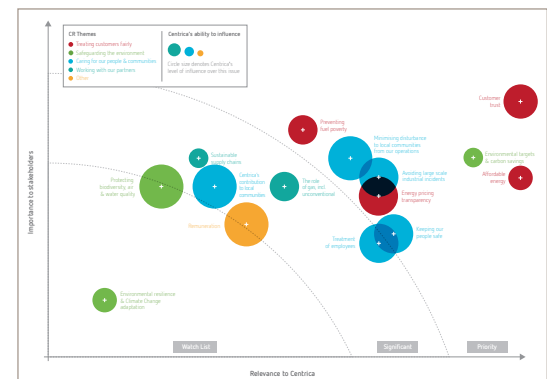 CR Themes
Treating customers fairly
Safeguarding the environment
Caring for our people & communities
Working with our partners
Other
Centrica's ability to influence
Circle size denotes Centrica's
level of influence over this issue
Customer
trust
Preventing
fuel poverty
Minimising disturbance
to local communities
from our operations
Environmental targets
& carbon savings
Sustainable
supply chains
Avoiding large scale
industrial incidents
Affordable
energy
Protecting
biodiversity, air
& water quality
Centrica's
contribution
to local
communities
The role
of gas, incl.
unconventional
Energy pricing
transparency
Remuneration
Treatment
of employees
Keeping our
people safe
Environmental resilience
& Climate Change
adaptation
Importance to stakeholders
Watch List
Significant
Priority
Relevance to Centrica